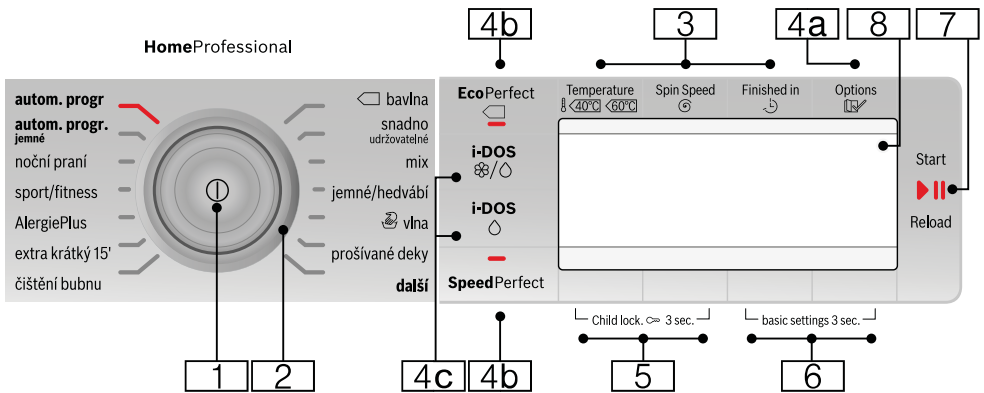 4b
3
4a
8
7
HomeProfessional
autom. progr
autom. progr.
jemné
noční praní
sport/fitness
AlergiePlus
extra krátký 15'
čištění bubnu
bavlna
snadno
udržovatelné
mix
jemné/hedvábí
vlna
prošívané deky
další
EcoPerfect
i-DOS
/
i-DOS
SpeedPerfect
Temperature
40°C 60°C
Spin Speed
Finished in
Options
Start
Reload
Child lock. 3 sec.
basic settings 3 sec.
1
2
4c
4b
5
6